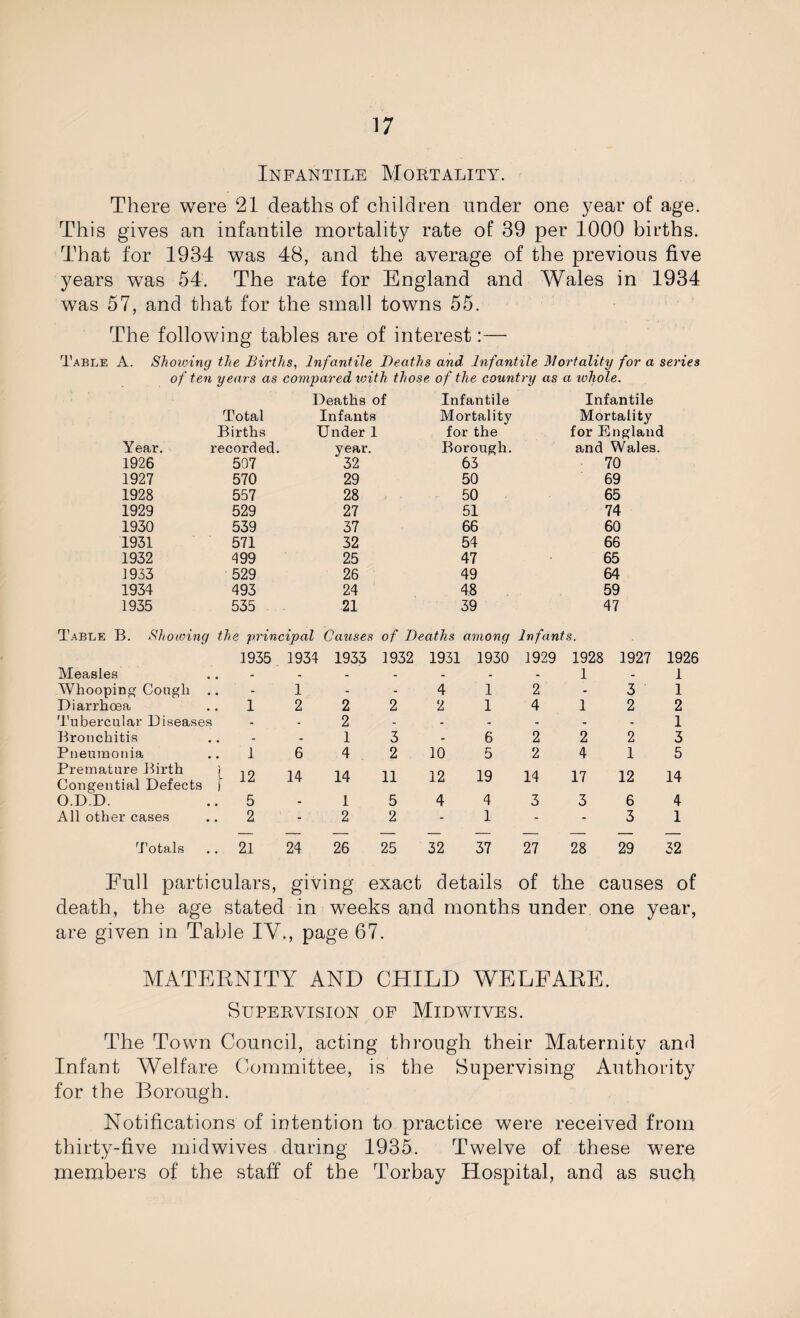 17
Infantile Mortality.
There were 21 deaths of children under one year of age.
This gives an infantile mortality rate of 39 per 1000 births.
That for 1934 was 48, and the average of the previous five
years was 54. The rate for England and Wales in 1934
was 57, and that for the small towns 55.
The following tables are of interest:—
Table A. Showing the Births, Infantile Deaths and Infantile Mortality for a series
of ten years as compared with those of the country as a whole.
Deaths of Infantile Infantile
Total Infants Mortality Mortality
Births Under 1 for the for England
Year. recorded. year. Borough. and Wales.
1926 507 32 63 70
1927 570 29 50 69
1928 557 28 50 65
1929 529 27 51 74
1930 539 37 66 60
1931 571 32 54 66
1932 499 25 47 65
1933 529 26 49 64
1934 493 24 48 59
1935 535 21 39 47
Table B. Showing the principal Causes of Deaths among Infants.
1935 1934 1933 1932 1931 1930 1929 1928 1927 1926
Measles .. - - - - - - - 1 - 1
Whooping Cough .. - 1 - - 4 1 2 - 3 1
Diarrhœa .. 1 2 2 2 2 1 4 1 2 2
Tubercular Diseases - - 2 - - - - - - 1
Bronchitis .. - - 1 3 - 6 2 2 2 3
Pneumonia .. 1 6 4 2 10 5 2 4 1 5
Premature Birth }
Congential Defects } 12 14 14 11 12 19 14 17 12 14
O.D.D. .. 5 - 1 5 4 4 3 3 6 4
All other cases .. 2 - 2 2 - 1 - - 3 1
Totals .. 21 24 26 25 32 37 27 28 29 32
Full particulars, giving exact details of the causes of
death, the age stated in weeks and months under one year,
are given in Table IV., page 67.
MATERNITY AND CHILD WELFARE.
Supervision of Midwives.
The Town Council, acting through their Maternity and
Infant Welfare Committee, is the Supervising Authority
for the Borough.
Notifications of intention to practice were received from
thirty-five midwives during 1935. Twelve of these were
members of the staff of the Torbay Hospital, and as such